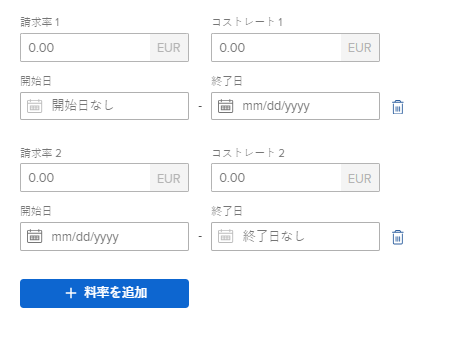 請求率 1 コストレート 1
0.00 EUR 0.00 EUR
開始日 終了日
開始日なし - mm/dd/yyyy
請求率 2 コストレート 2
0.00 EUR 0.00 EUR
開始日 終了日
mm/dd/yyyy - 終了日なし
+ 料率を追加